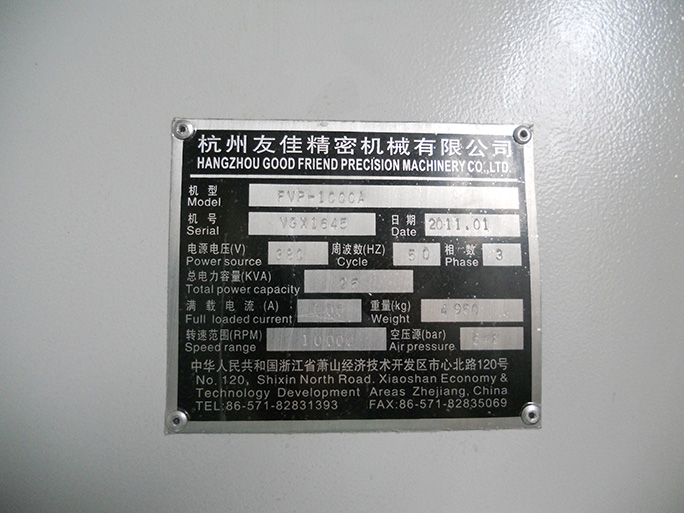 杭州友佳精密机械有限公司
HANGZHOU GOOD FRIEND PRECISION MACHINERY CO.,LTD.
机型
Model FVP-1000A
机号 日期
Serial VGX1645 Date 2011.01
电源电压(V) 周波数(HZ) 相数
Power source 380 Cycle 50 Phase 3
总电力容量(KVA)
Total power capacity 25
满载电流(A) 重量(kg)
Full loaded current Weight 4950
转速范围(RPM) 空压源(bar)
Speed range 10000 Air pressure
中华人民共和国浙江省萧山经济技术开发区市心北路120号
No. 120, Shixin North Road. Xiaoshan Economy &
Technology Development Areas Zhejiang, China
TEL:86-571-82831393 FAX:86-571-82835069